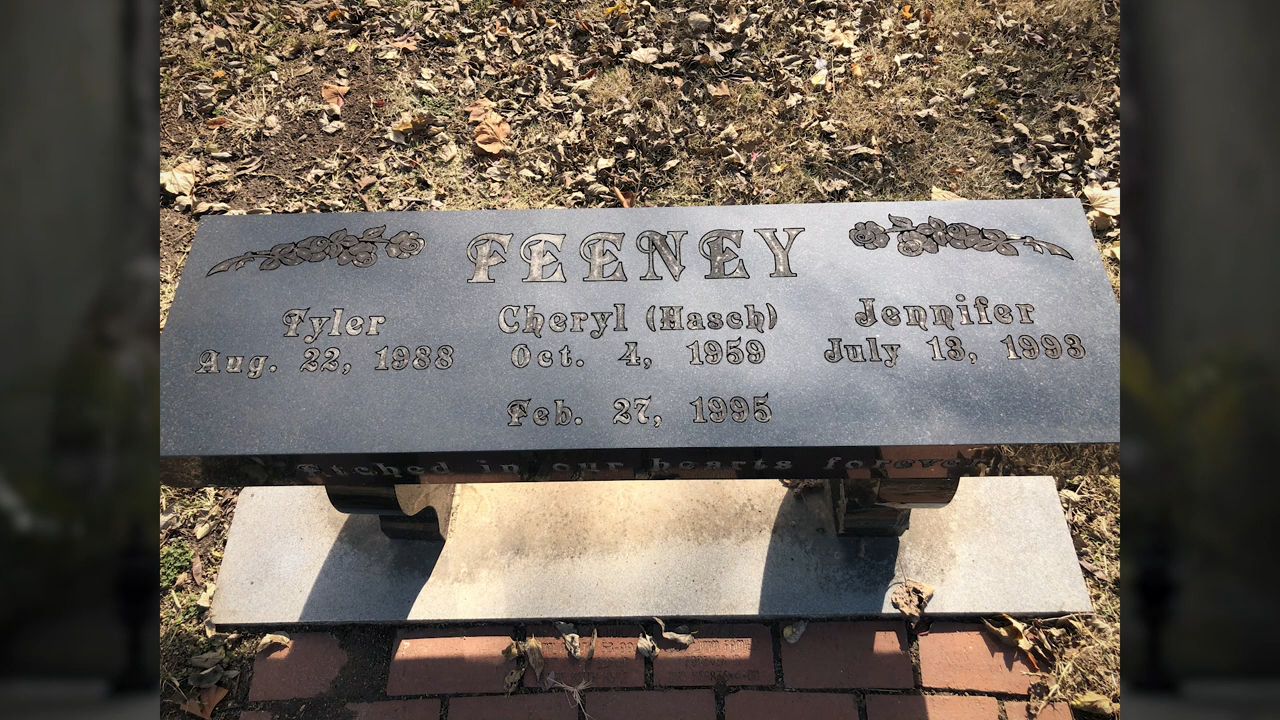 FEENEY
Tyler Cheryl (Hasch) Jennifer
Aug. 22, 1988 Oct. 4, 1959 July 13, 1993
Feb. 27, 1995
Etched in our hearts forever